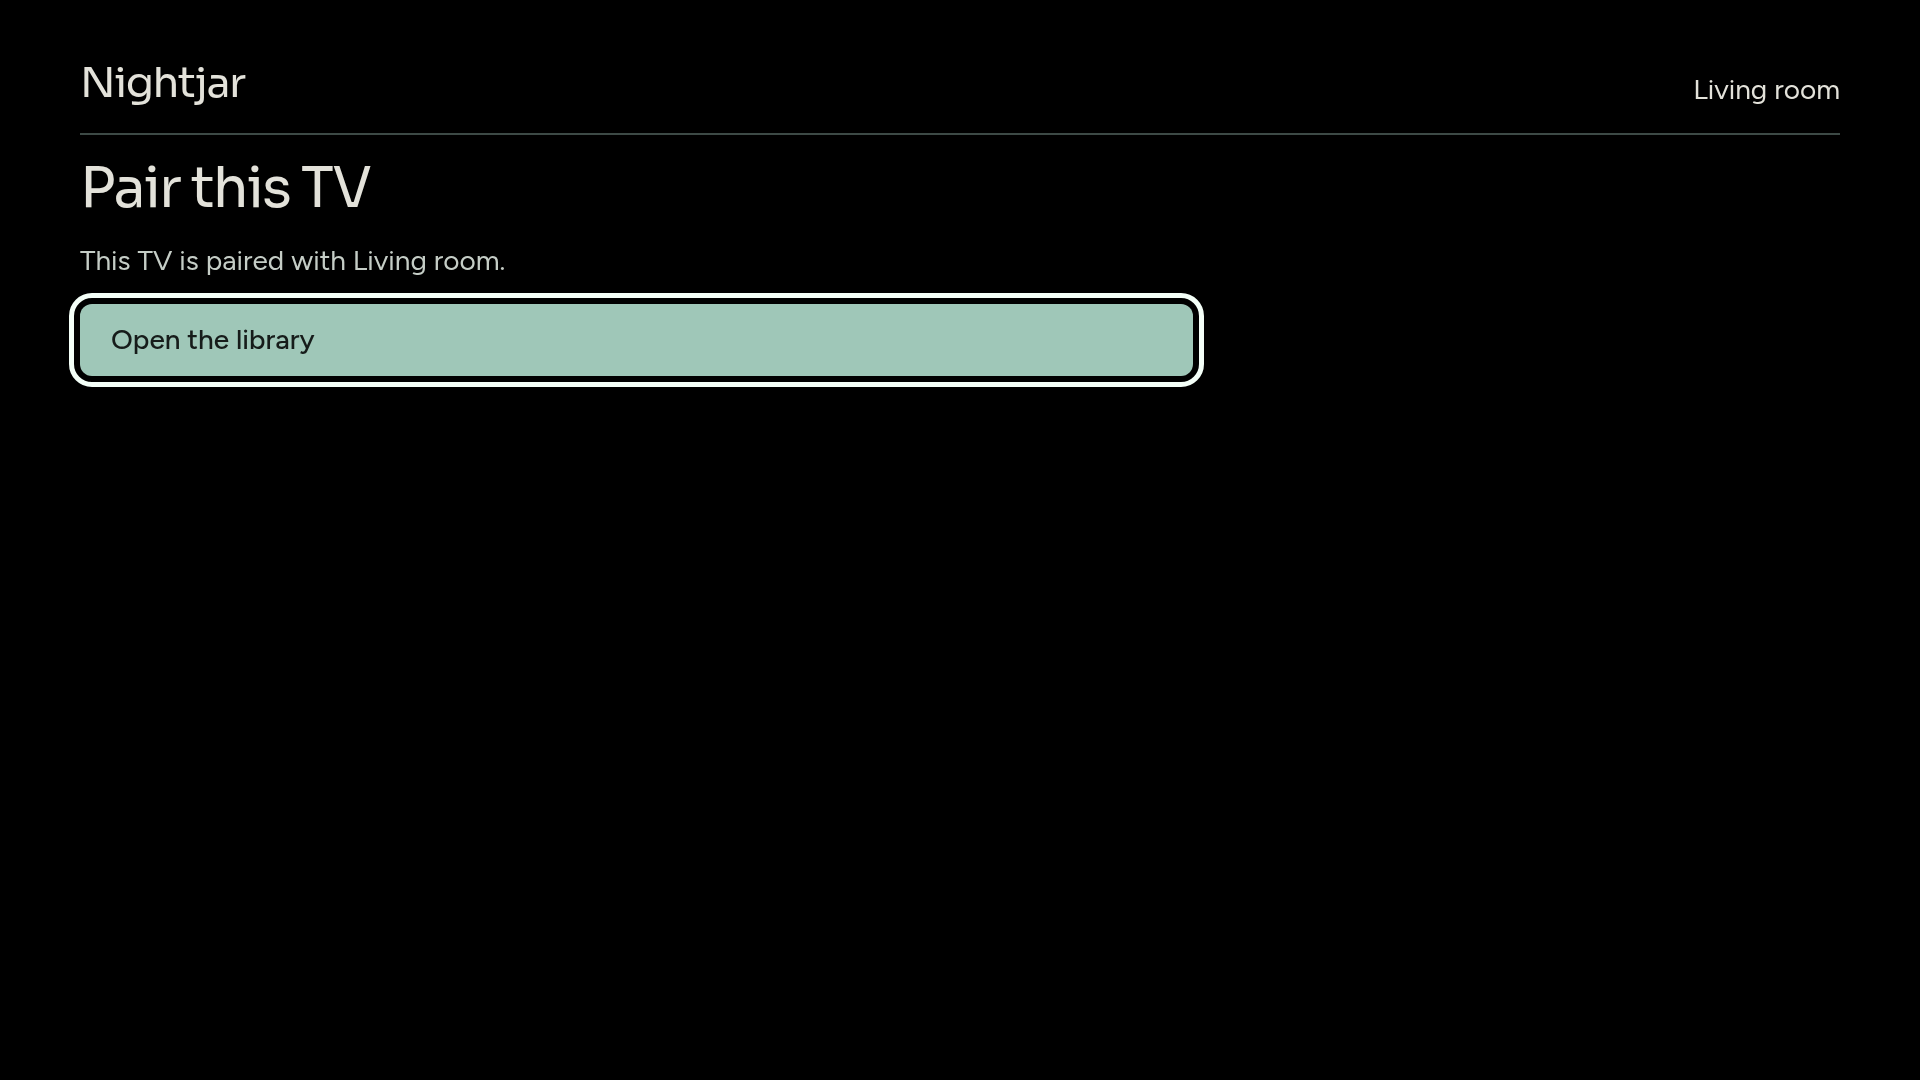 Nightjar
Living room
Pair this TV
This TV is paired with Living room.
Open the library